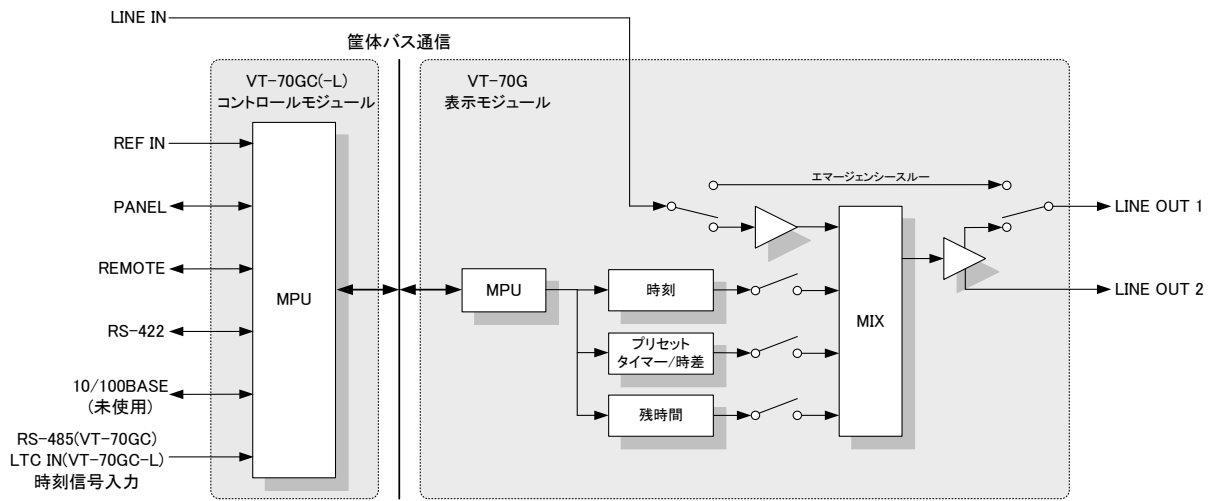 LINE IN
筐体バス通信
VT-70GC(-L)
コントロールモジュール
VT-70G
表示モジュール
REF IN
PANEL
REMOTE
RS-422
10/100BASE
(未使用)
RS-485(VT-70GC)
LTC IN(VT-70GC-L)
時刻信号入力
MPU
MPU
エマージェンシースルー
時刻
プリセット
タイマー/時差
残時間
MIX
LINE OUT 1
LINE OUT 2